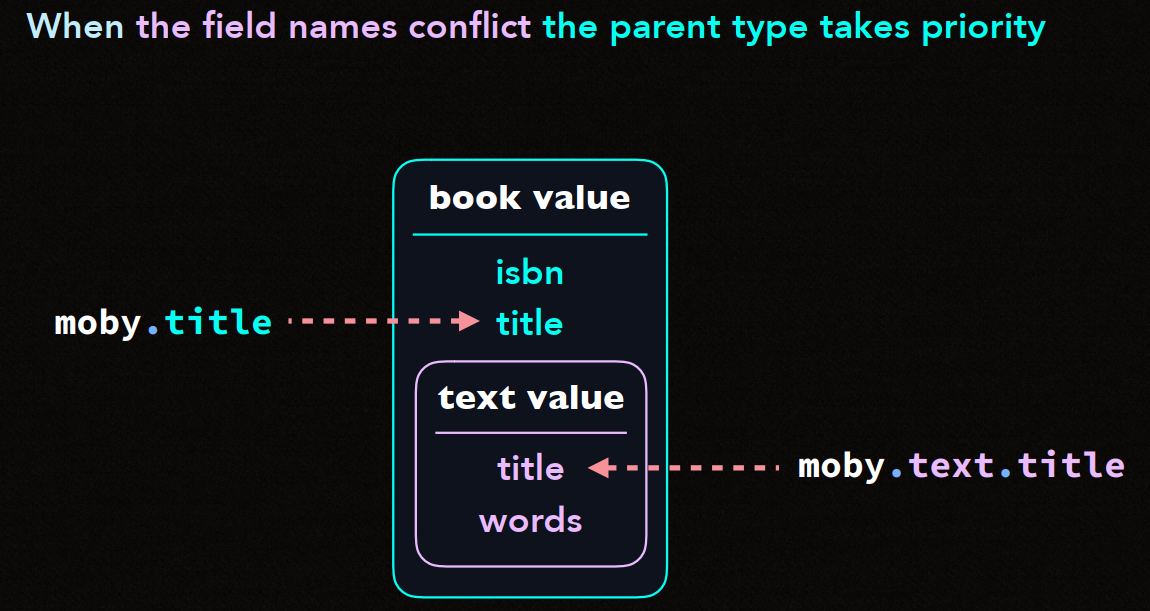 When the field names conflict the parent type takes priority
book value
isbn
moby.title
title
text value
title
moby.text.title
words